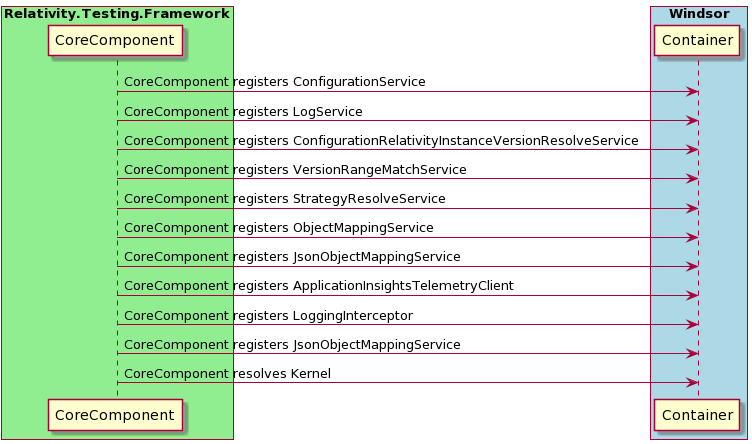 Relativity.Testing.Framework
Windsor
CoreComponent
Container
CoreComponent registers ConfigurationService
CoreComponent registers LogService
CoreComponent registers ConfigurationRelativityInstanceVersionResolveService
CoreComponent registers VersionRangeMatchService
CoreComponent registers StrategyResolveService
CoreComponent registers ObjectMappingService
CoreComponent registers JsonObjectMappingService
CoreComponent registers ApplicationInsightsTelemetryClient
CoreComponent registers LoggingInterceptor
CoreComponent registers JsonObjectMappingService
CoreComponent resolves Kernel
CoreComponent
Container